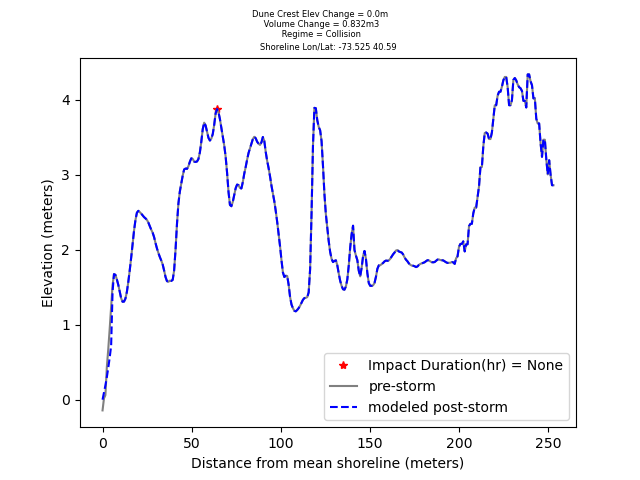 Dune Crest Elev Change = 0.0m
Volume Change = 0.832m3
Regime = Collision
Shoreline Lon/Lat: -73.525 40.59
4
3
2
1
0
Elevation (meters)
Impact Duration(hr) = None
pre-storm
modeled post-storm
0 50 100 150 200 250
Distance from mean shoreline (meters)